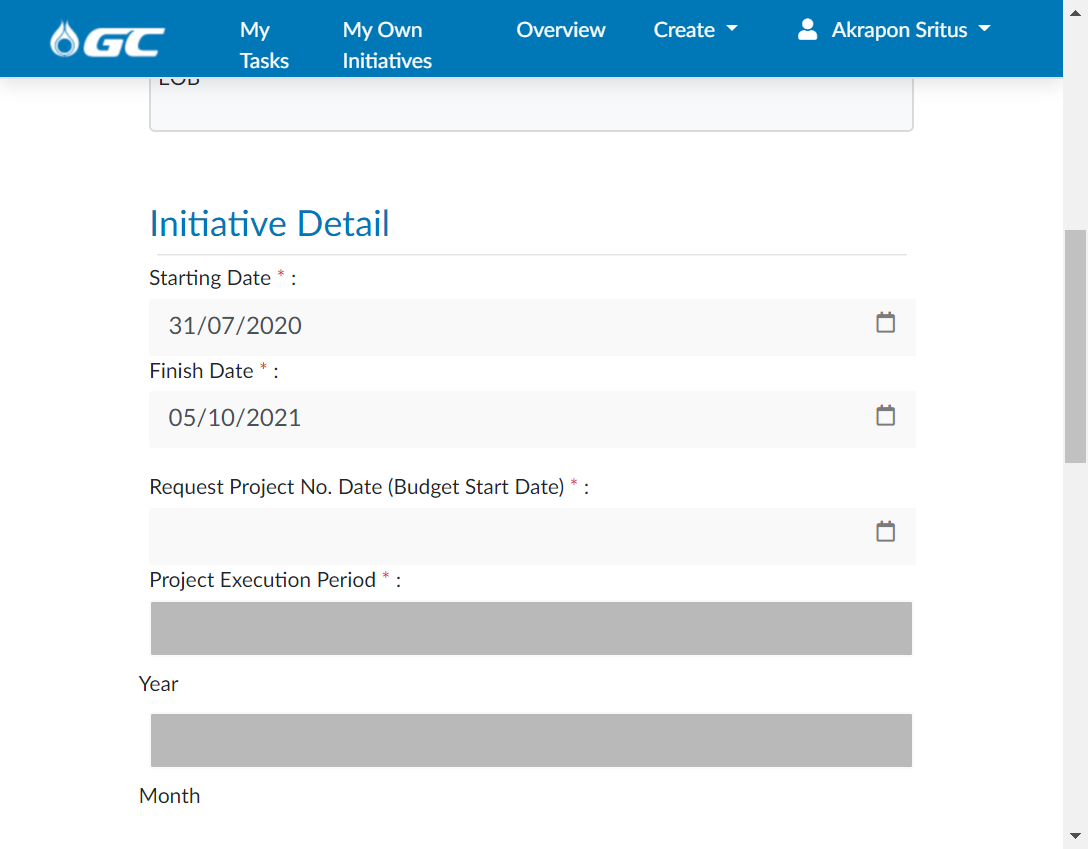 GC
My Tasks
My Own Initiatives
Overview
Create
Akrapon Sritus
Initiative Detail
Starting Date * :
31/07/2020
Finish Date * :
05/10/2021
Request Project No. Date (Budget Start Date) * :
Project Execution Period * :
Year
Month